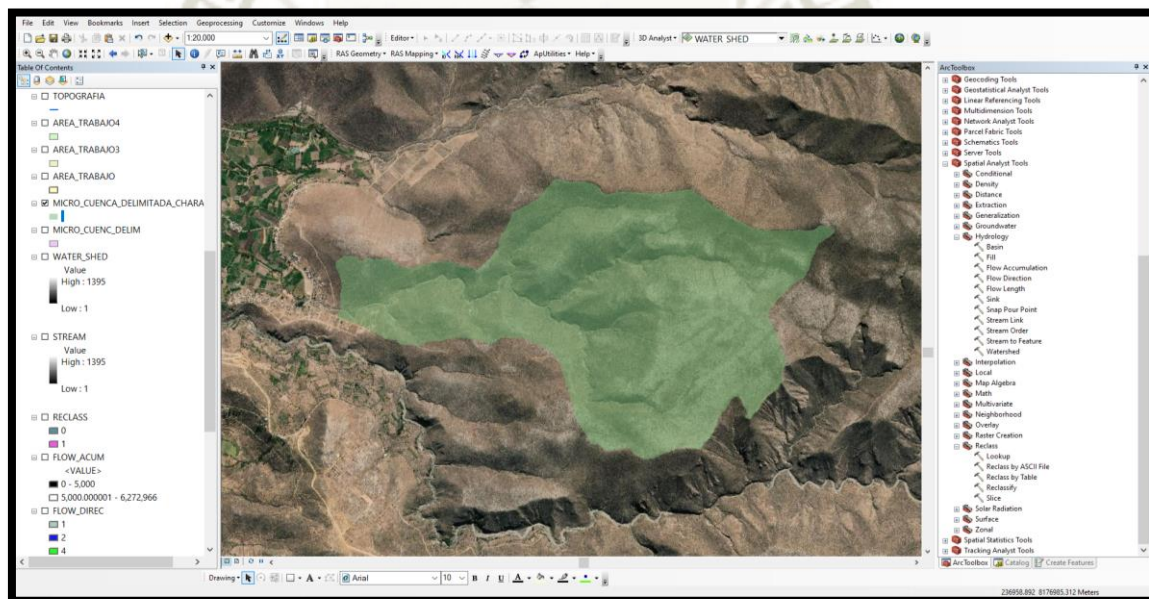 File Edit View Bookmarks Insert Selection Geoprocessing Customize Windows Help
1:20,000 Editor 3D Analyst WATER SHED
RAS Geometry RAS Mapping ApUtilities Help
Table Of Contents
TOPOGRAFIA
AREA_TRABAJO4
AREA_TRABAJO3
AREA_TRABAJO
MICRO_CUENCA_DELIMITADA_CHARA
MICRO_CUENC_DELIM
WATER_SHED
Value
High : 1395
Low : 1
STREAM
Value
High : 1395
Low : 1
RECLASS
0
1
FLOW_ACUM
<VALUE>
0 - 5,000
5,000.000001 - 6,272,966
FLOW_DIREC
1
2
4
ArcToolbox
Geocoding Tools
Geostatistical Analyst Tools
Linear Referencing Tools
Multidimension Tools
Network Analyst Tools
Parcel Fabric Tools
Schematics Tools
Server Tools
Spatial Analyst Tools
Conditional
Density
Distance
Extraction
Generalization
Groundwater
Hydrology
Basin
Fill
Flow Accumulation
Flow Direction
Flow Length
Sink
Snap Pour Point
Stream Link
Stream Order
Stream to Feature
Watershed
Interpolation
Local
Map Algebra
Math
Multivariate
Neighborhood
Overlay
Raster Creation
Reclass
Lookup
Reclass by ASCII File
Reclass by Table
Reclassify
Slice
Solar Radiation
Surface
Zonal
Spatial Statistics Tools
Tracking Analyst Tools
ArcToolbox Catalog Create Features
Drawing A Arial 10 B I U A
236958.892 8176985.312 Meters